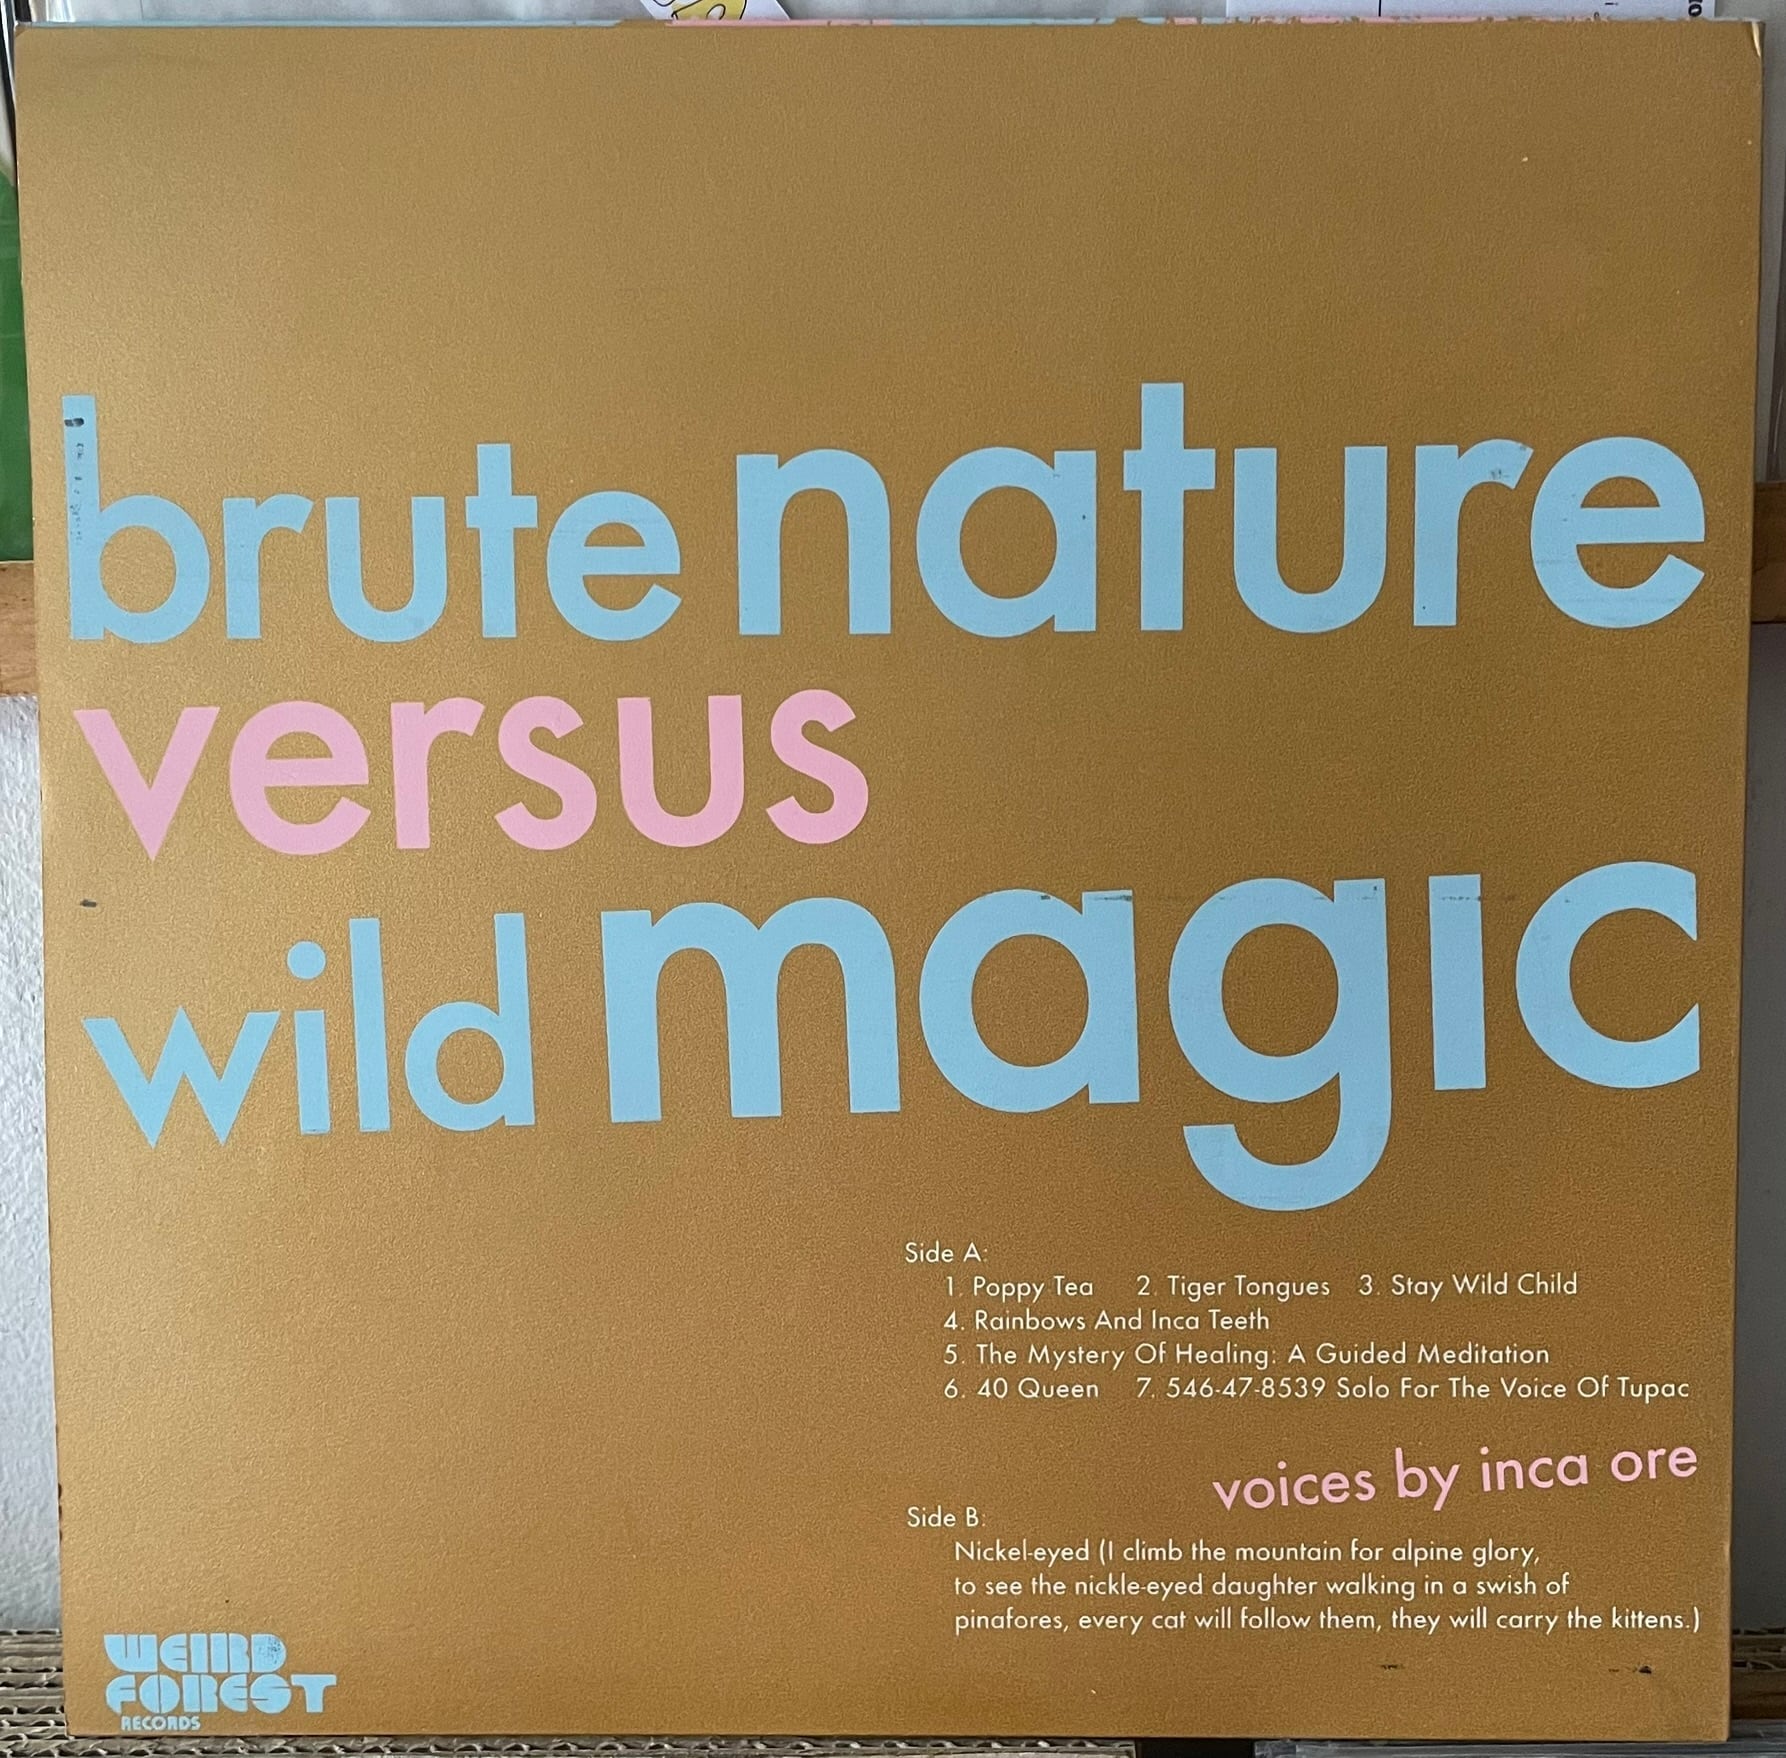 brute nature
versus
wild magic
Side A:
1. Poppy Tea 2. Tiger Tongues 3. Stay Wild Child
4. Rainbows And Inca Teeth
5. The Mystery Of Healing: A Guided Meditation
6. 40 Queen 7. 546-47-8539 Solo For The Voice Of Tupac
voices by inca ore
Side B:
Nickel-eyed (I climb the mountain for alpine glory,
to see the nickle-eyed daughter walking in a swish of
pinafores, every cat will follow them, they will carry the kittens.)
WEIRD
FOREST
RECORDS